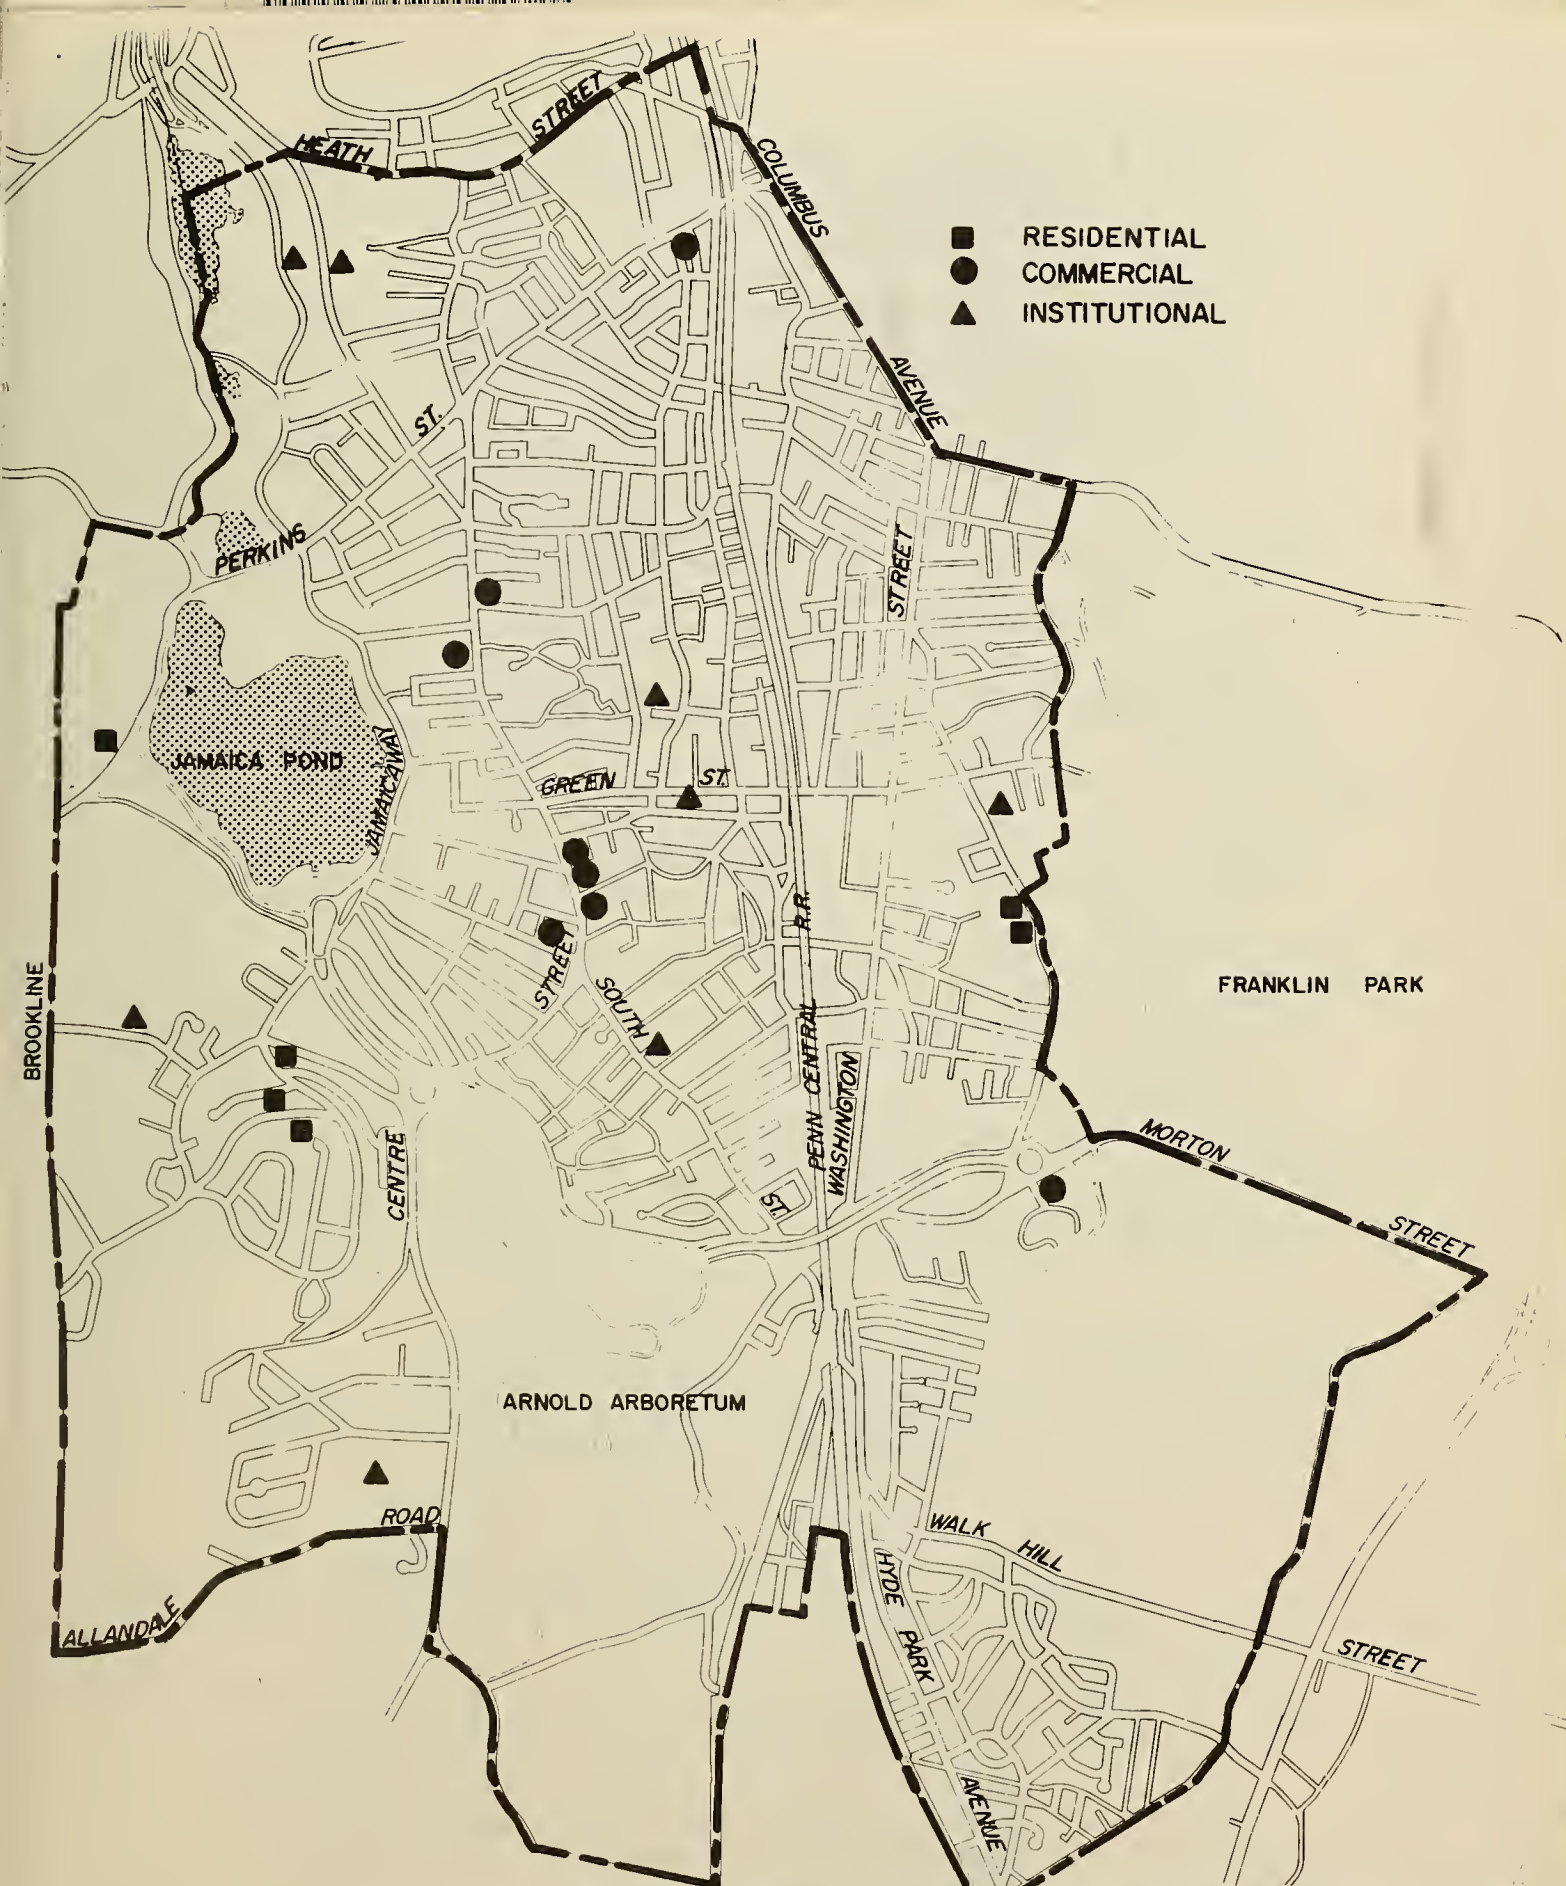 HEATH STREET
COLUMBUS AVENUE
RESIDENTIAL
COMMERCIAL
INSTITUTIONAL
ST.
PERKINS
STREET
JAMAICA POND
JAMAICAWAY
GREEN ST.
R.R.
PENN CENTRAL
STREET
SOUTH
ST.
BROOKLINE
FRANKLIN PARK
WASHINGTON
CENTRE
MORTON STREET
ARNOLD ARBORETUM
ALLANDALE ROAD
WALK HILL STREET
HYDE PARK AVENUE